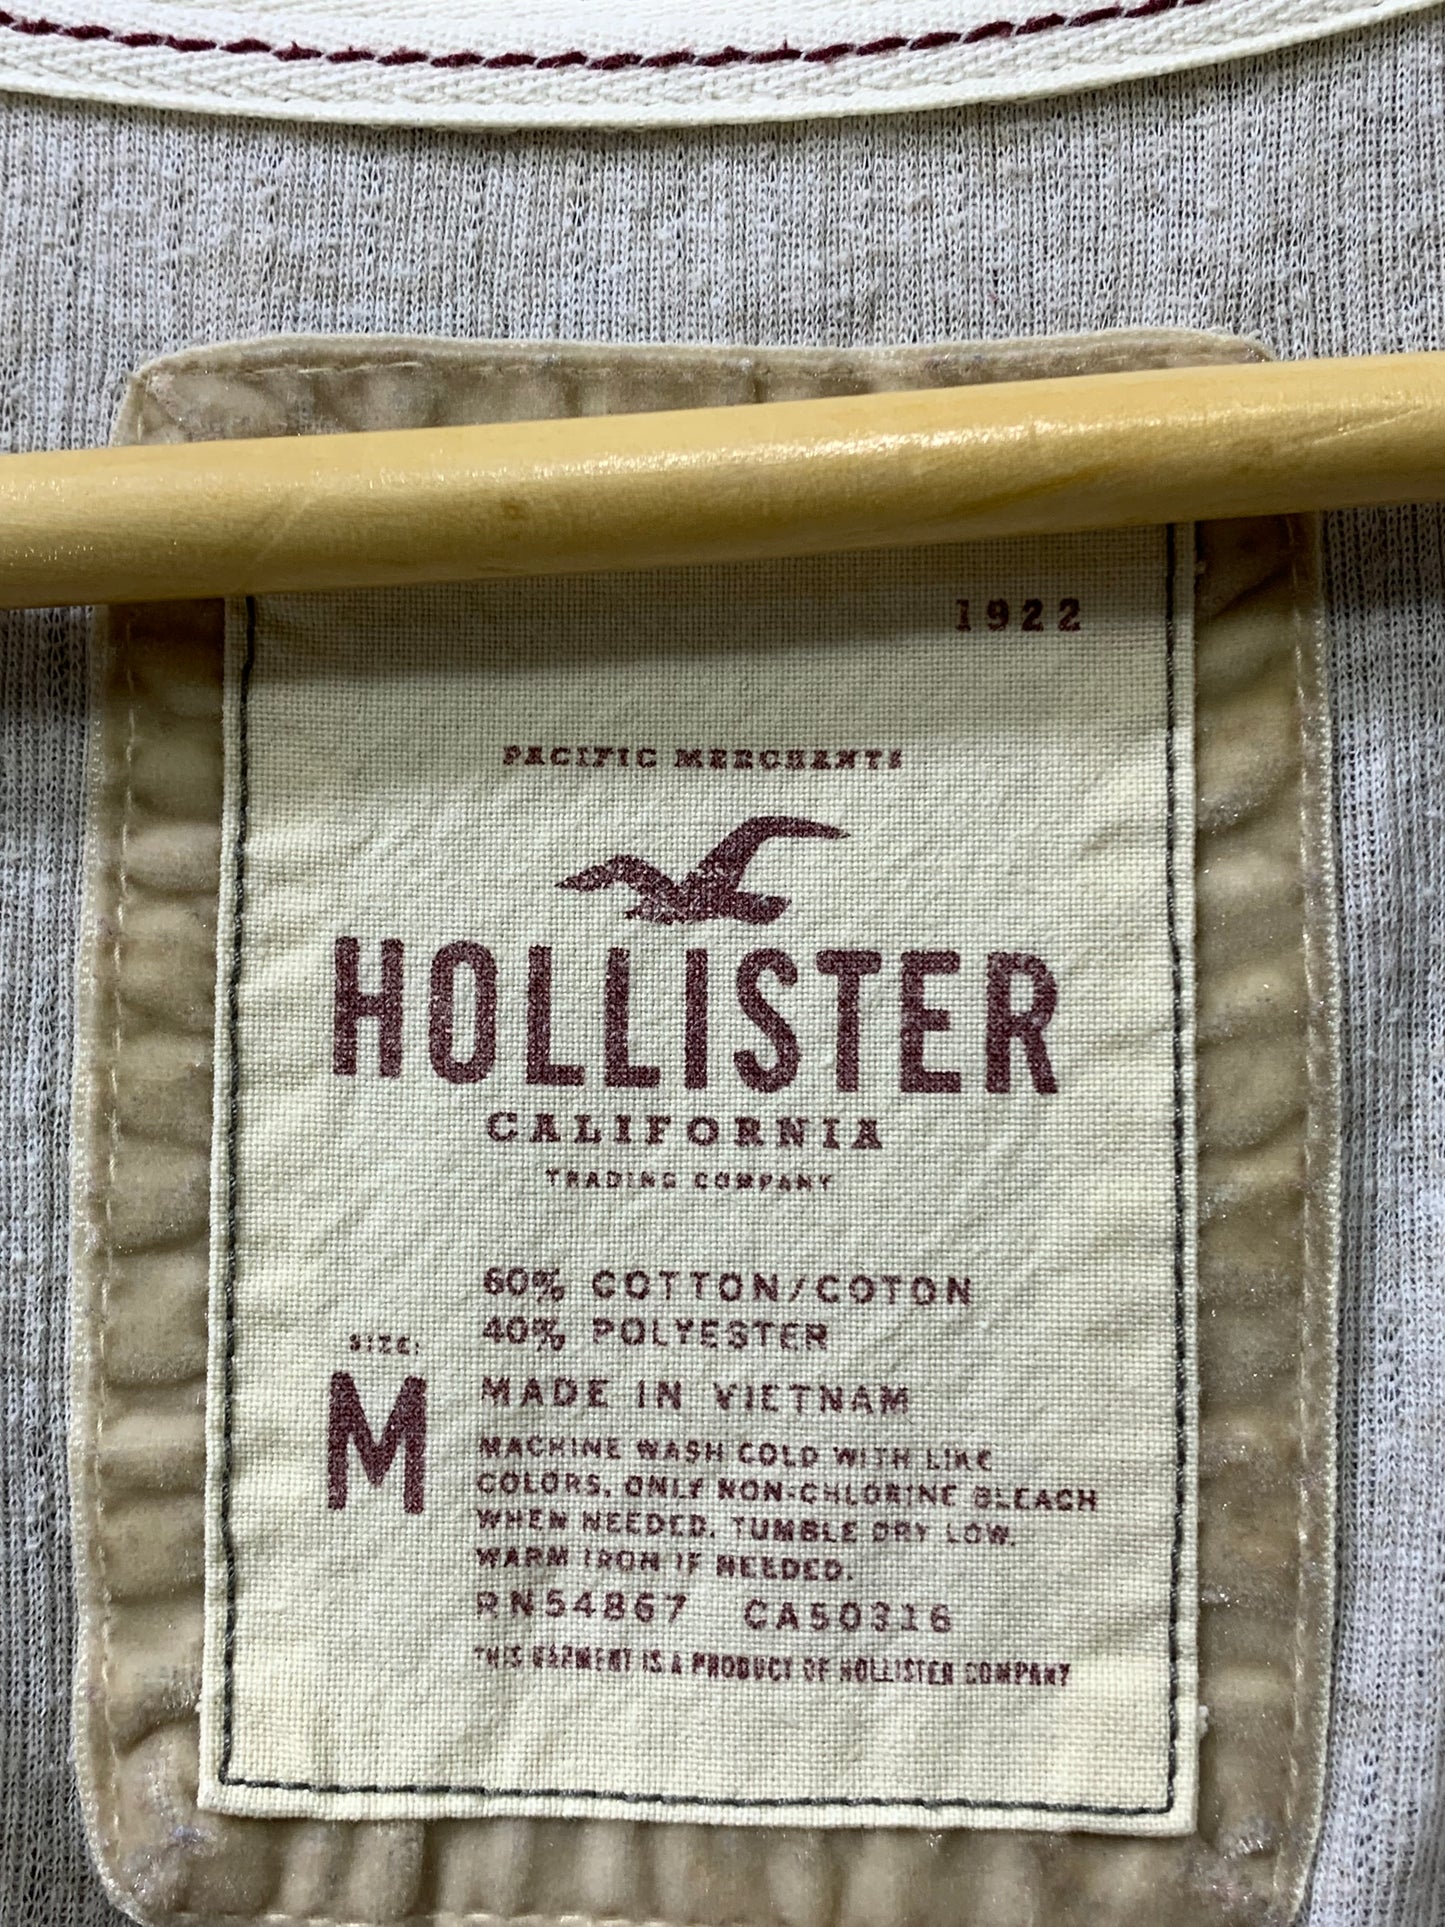 1922
PACIFIC MERCHANTS
HOLLISTER
CALIFORNIA
TRADING COMPANY
60% COTTON/COTON
40% POLYESTER
SIZE:
M
MADE IN VIETNAM
MACHINE WASH COLD WITH LIKE
COLORS. ONLY NON-CHLORINE BLEACH
WHEN NEEDED. TUMBLE DRY LOW.
WARM IRON IF NEEDED.
RN54867 CA50316
THIS GARMENT IS A PRODUCT OF HOLLISTER COMPANY